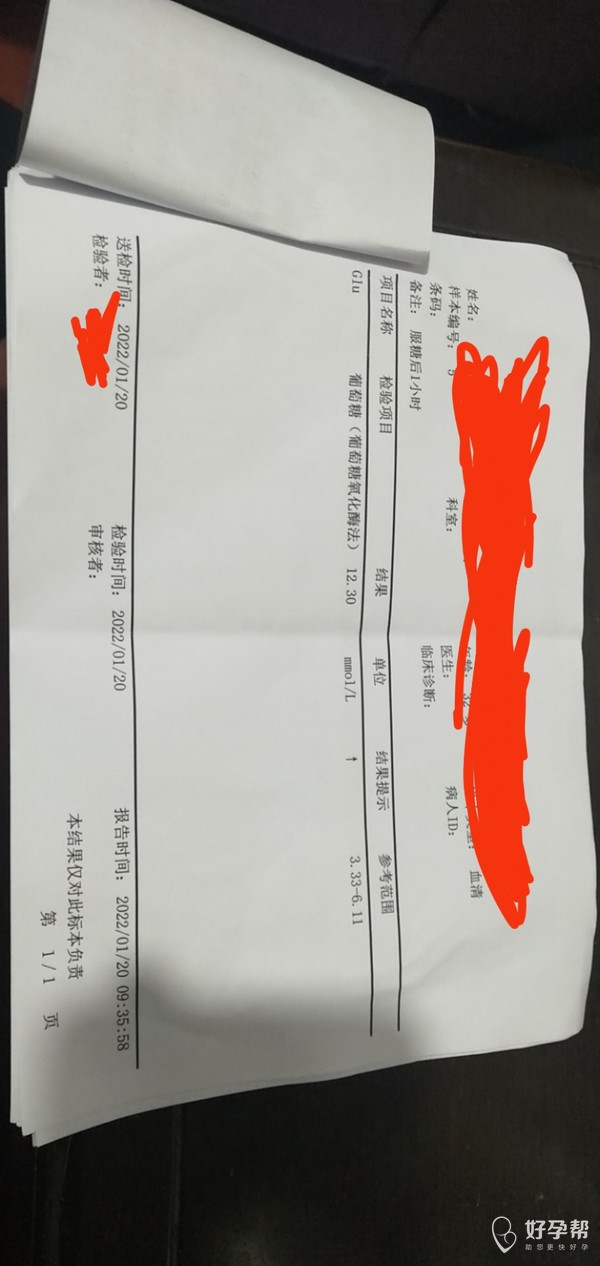 姓名:
样本编号:
科室:
血清
条码:
医生:
病人ID:
备注: 服糖后1小时
临床诊断:
项目名称 检验项目 结果 单位 结果提示 参考范围
Glu 葡萄糖(葡萄糖氧化酶法) 12.30 mmol/L ↑ 3.33-6.11
送检时间: 2022/01/20 检验时间: 2022/01/20 报告时间: 2022/01/20 09:35:58
检验者: 审核者: 本结果仅对此标本负责
第 1/1 页
好孕帮
助您更快好孕